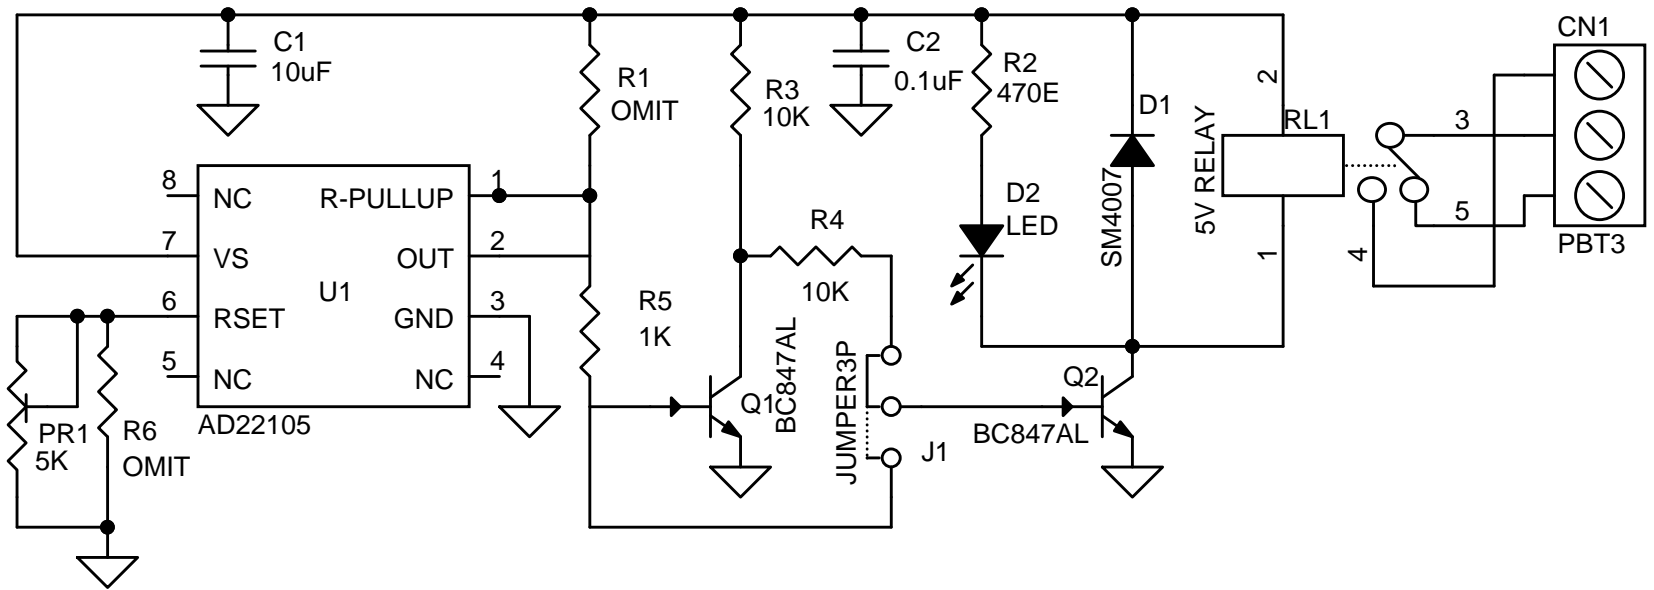 CN1
C1
10uF
R1
OMIT
R3
10K
C2
0.1uF
R2
470E
D1
SM4007
5V RELAY
2
RL1
1
3
5
4
PBT3
8
NC
R-PULLUP
1
7
VS
OUT
2
U1
6
RSET
GND
3
5
NC
NC
4
AD22105
D2
LED
R4
10K
R5
1K
BC847AL
Q1
JUMPER3P
J1
Q2
BC847AL
PR1
5K
R6
OMIT